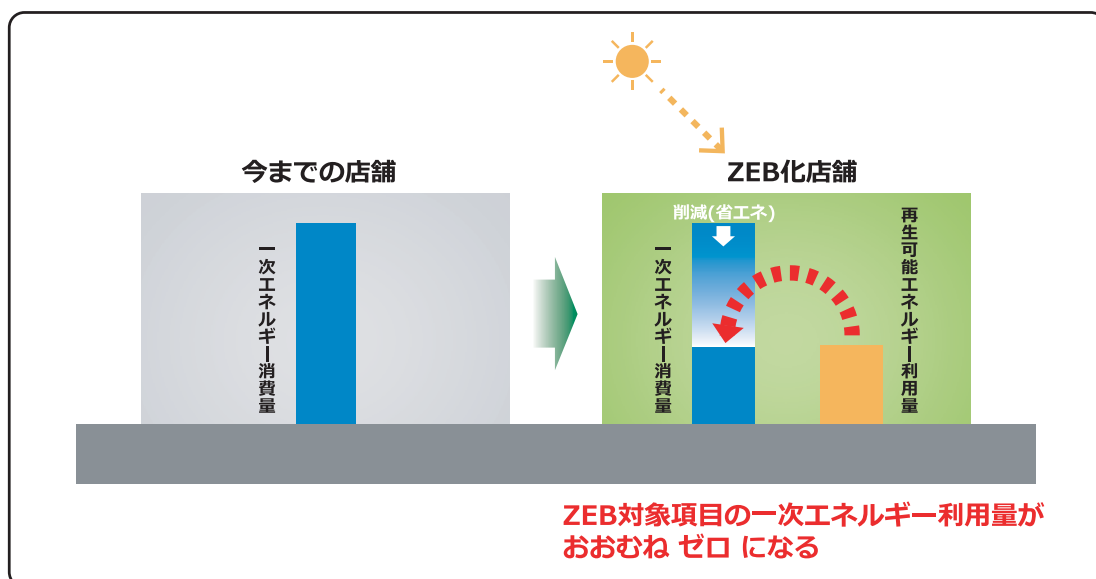 今までの店舗
一次エネルギー消費量
ZEB化店舗
削減(省エネ)
一次エネルギー消費量
再生可能エネルギー利用量
ZEB対象項目の一次エネルギー利用量が
おおむね ゼロ になる